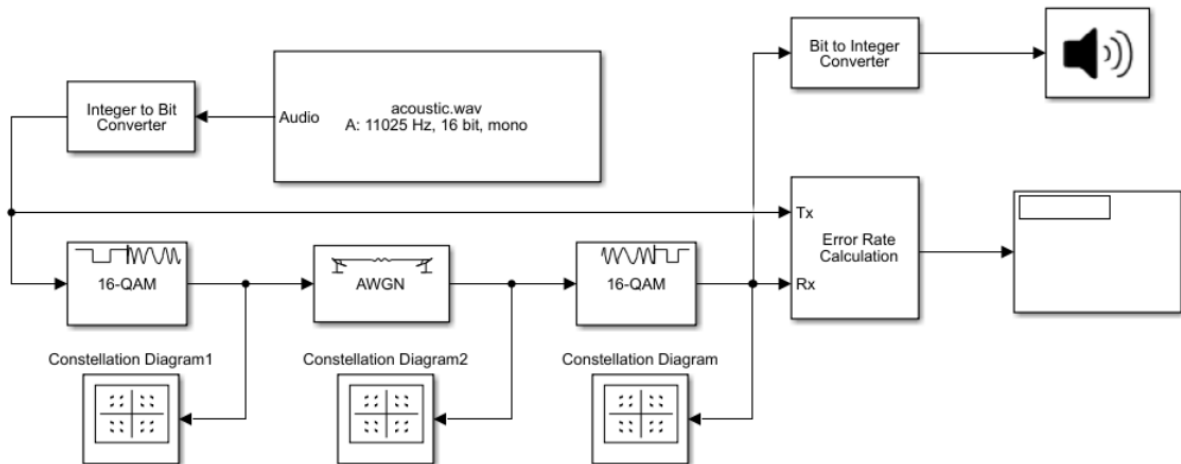 Bit to Integer
Converter
Integer to Bit
Converter
Audio
acoustic.wav
A: 11025 Hz, 16 bit, mono
Tx
Error Rate
Calculation
Rx
16-QAM
AWGN
16-QAM
Constellation Diagram1
Constellation Diagram2
Constellation Diagram